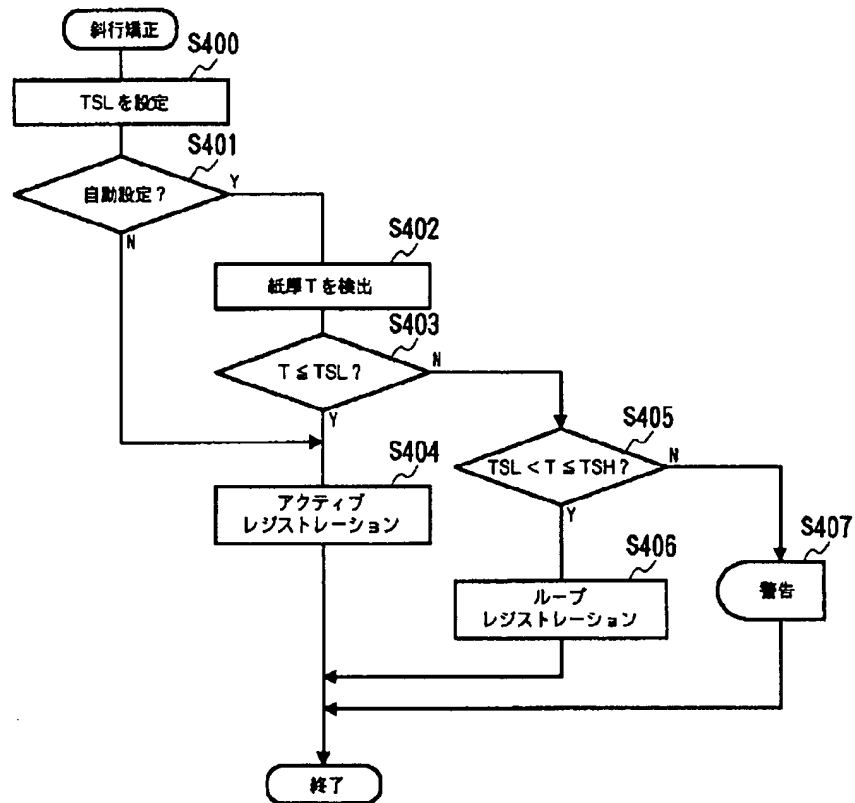 斜行矯正
S400
TSLを設定
S401
自動設定?
Y
N
S402
紙厚Tを検出
S403
T≦TSL?
N
Y
S404
アクティブ
レジストレーション
S405
TSL<T≦TSH?
N
Y
S406
ループ
レジストレーション
S407
警告
終了